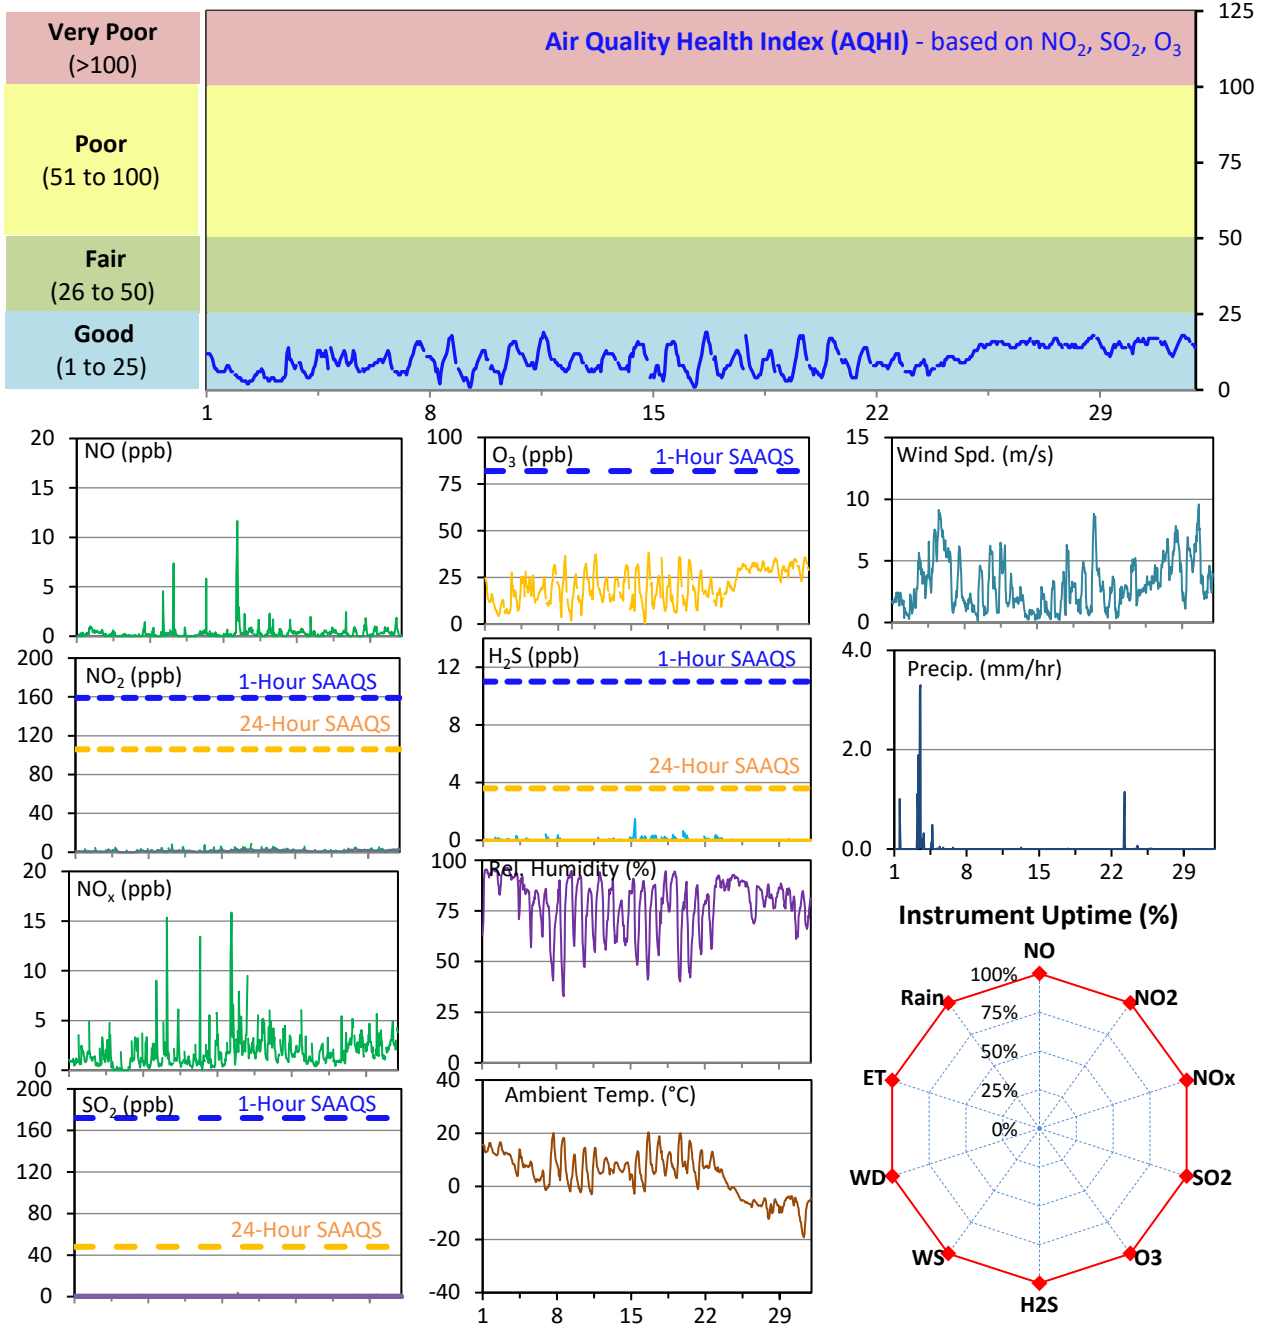 Very Poor
(>100)
Poor
(51 to 100)
Fair
(26 to 50)
Good
(1 to 25)
Air Quality Health Index (AQHI) - based on NO₂, SO₂, O₃
125
100
75
50
25
0
1 8 15 22 29
NO (ppb)
20
15
10
5
0
O₃ (ppb)
1-Hour SAAQS
100
75
50
25
0
Wind Spd. (m/s)
15
10
5
0
NO₂ (ppb)
1-Hour SAAQS
24-Hour SAAQS
200
160
120
80
40
0
H₂S (ppb)
1-Hour SAAQS
24-Hour SAAQS
12
8
4
0
Precip. (mm/hr)
4.0
2.0
0.0
1 8 15 22 29
NOₓ (ppb)
20
15
10
5
0
Rel. Humidity (%)
100
75
50
25
0
SO₂ (ppb)
1-Hour SAAQS
24-Hour SAAQS
200
160
120
80
40
0
Ambient Temp. (°C)
40
20
0
-20
-40
1 8 15 22 29
Instrument Uptime (%)
NO
NO2
NOx
SO2
O3
H2S
WS
WD
ET
Rain
100%
75%
50%
25%
0%